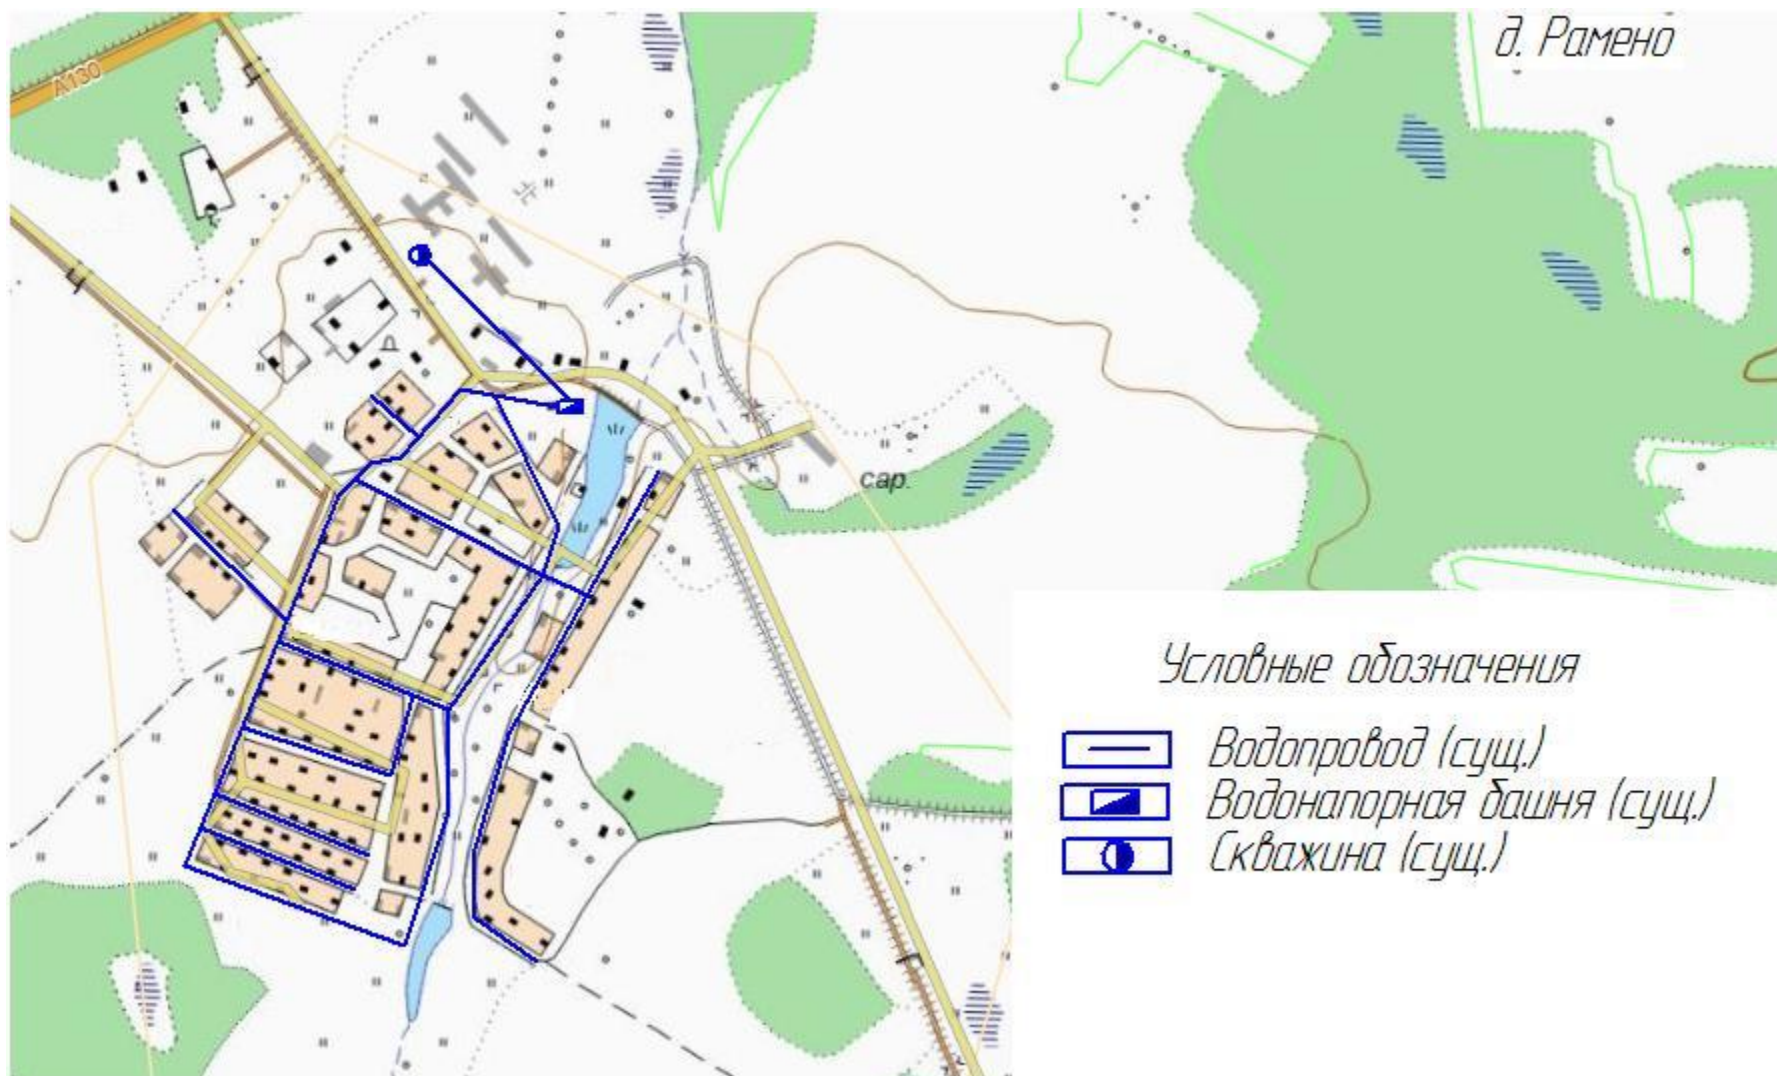 д. Рамено
А130
сар.
Условные обозначения
Водопровод (сущ.)
Водонапорная башня (сущ.)
Скважина (сущ.)